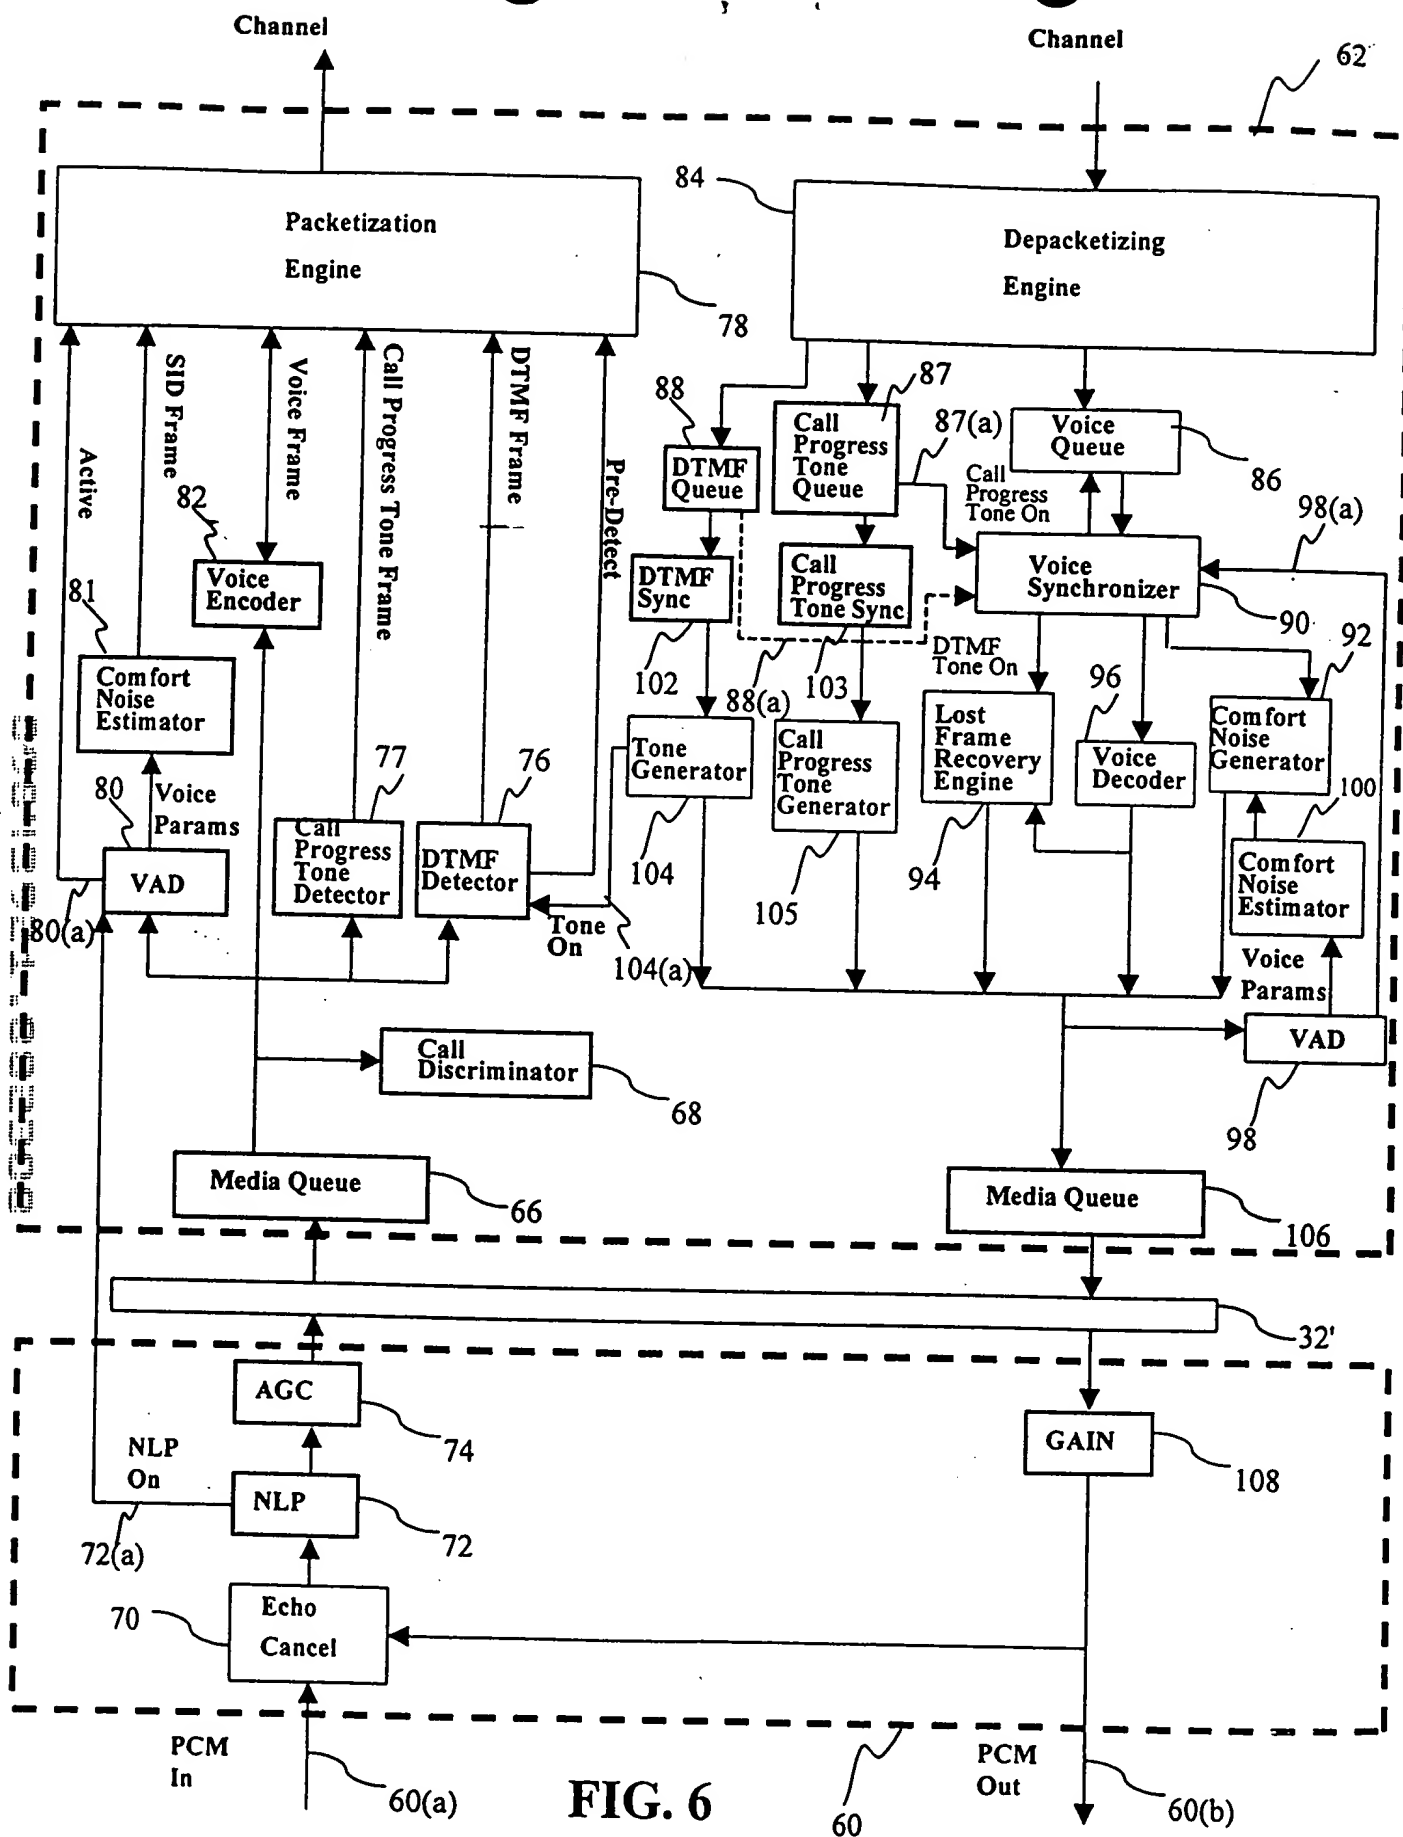 Channel
Channel
62
Packetization
Engine
78
84
Depacketizing
Engine
Active
SID Frame
Voice Frame
Call Progress Tone Frame
DTMF Frame
Pre-Detect
88
DTMF
Queue
87
Call
Progress
Tone
Queue
87(a)
Call
Progress
Tone On
Voice
Queue
86
98(a)
82
Voice
Encoder
DTMF
Sync
102
Call
Progress
Tone Sync
103
88(a)
Voice
Synchronizer
90
DTMF
Tone On
92
81
Comfort
Noise
Estimator
80
Voice
Params
VAD
80(a)
77
Call
Progress
Tone
Detector
76
DTMF
Detector
Tone
On
Tone
Generator
104
104(a)
Call
Progress
Tone
Generator
105
Lost
Frame
Recovery
Engine
94
96
Voice
Decoder
Comfort
Noise
Generator
100
Comfort
Noise
Estimator
Voice
Params
VAD
98
Call
Discriminator
68
Media Queue
66
Media Queue
106
32'
AGC
74
NLP
On
72(a)
NLP
72
GAIN
108
70
Echo
Cancel
PCM
In
60(a)
FIG. 6
60
PCM
Out
60(b)